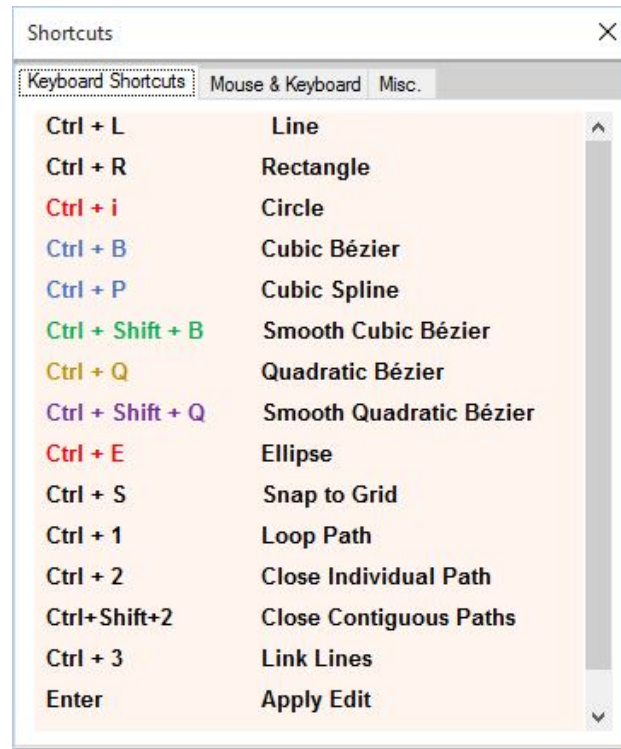 Shortcuts
Keyboard Shortcuts Mouse & Keyboard Misc.
Ctrl + L Line
Ctrl + R Rectangle
Ctrl + i Circle
Ctrl + B Cubic Bézier
Ctrl + P Cubic Spline
Ctrl + Shift + B Smooth Cubic Bézier
Ctrl + Q Quadratic Bézier
Ctrl + Shift + Q Smooth Quadratic Bézier
Ctrl + E Ellipse
Ctrl + S Snap to Grid
Ctrl + 1 Loop Path
Ctrl + 2 Close Individual Path
Ctrl+Shift+2 Close Contiguous Paths
Ctrl + 3 Link Lines
Enter Apply Edit